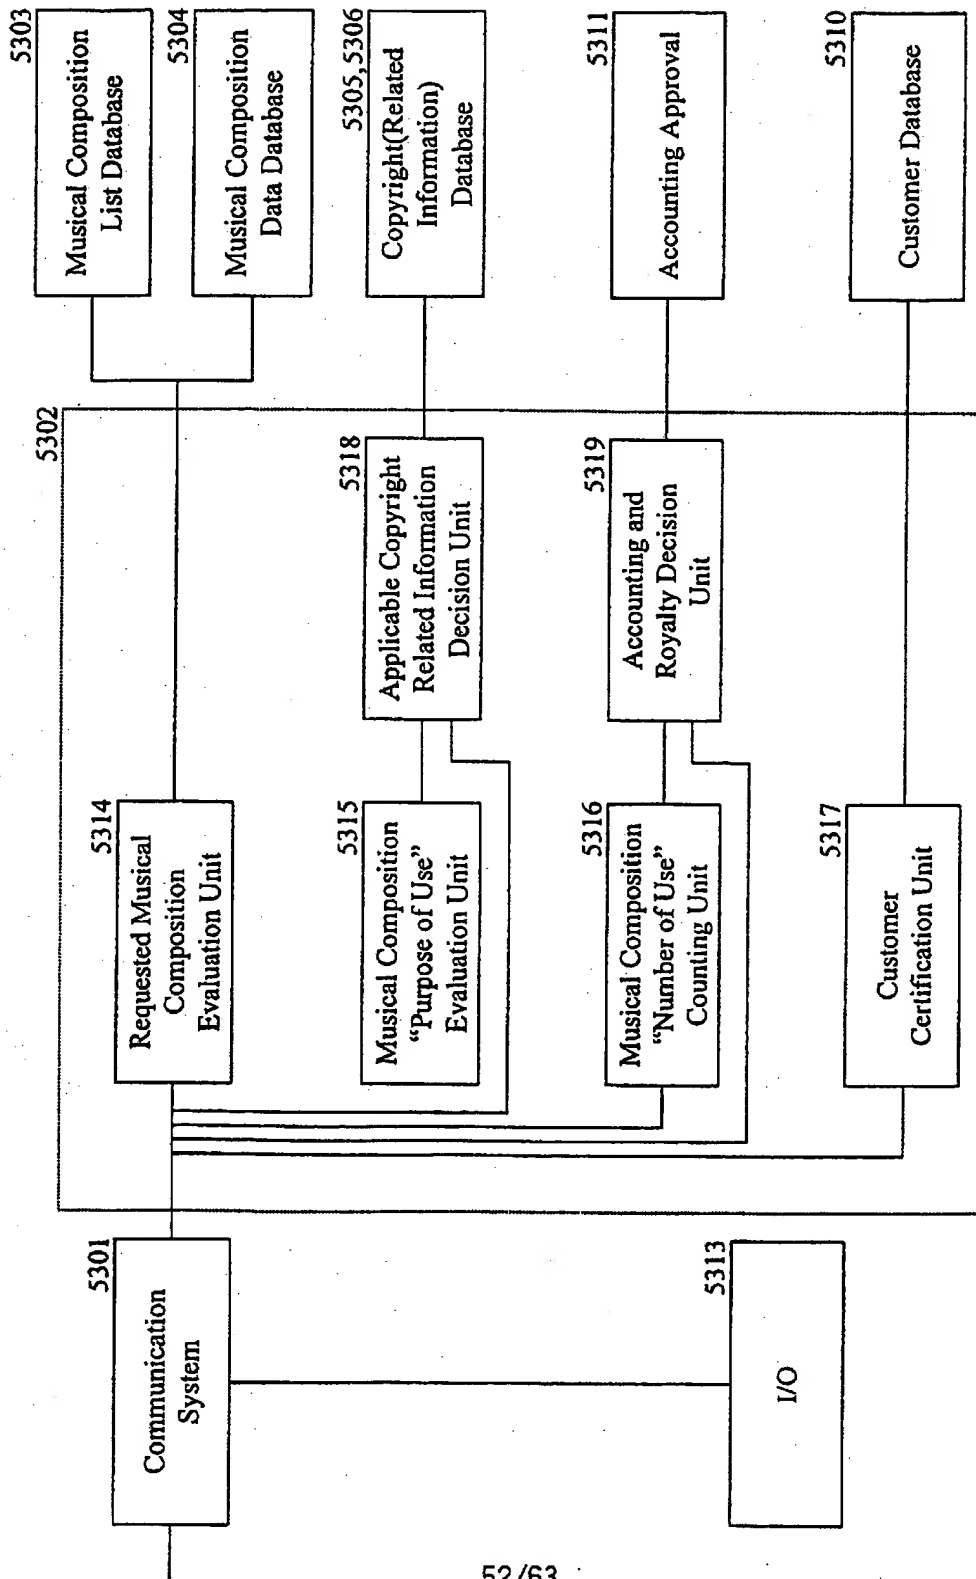 5303
Musical Composition
List Database
5304
Musical Composition
Data Database
5305,5306
Copyright(Related
Information)
Database
5311
Accounting Approval
5310
Customer Database
5302
5318
Applicable Copyright
Related Information
Decision Unit
5319
Accounting and
Royalty Decision
Unit
5314
Requested Musical
Composition
Evaluation Unit
5315
Musical Composition
“Purpose of Use”
Evaluation Unit
5316
Musical Composition
“Number of Use”
Counting Unit
5317
Customer
Certification Unit
5301
Communication
System
5313
I/O
52/63